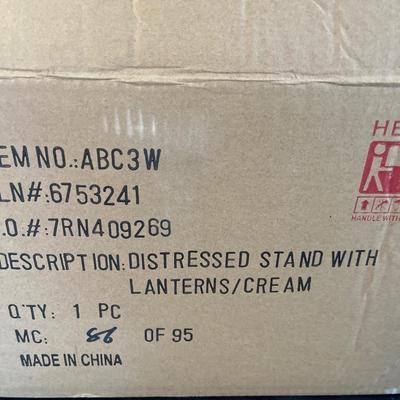 EM NO.: ABC3W
LN#: 6753241
.O.#: 7RN409269
DESCRIPTION: DISTRESSED STAND WITH
LANTERNS/CREAM
Q'TY: 1 PC
MC: 86 OF 95
MADE IN CHINA
HE
HANDLE WITH